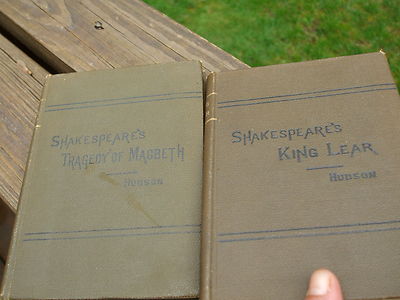 SHAKESPEARE'S
TRAGEDY OF MACBETH
HUDSON
SHAKESPEARE'S
KING LEAR
HUDSON